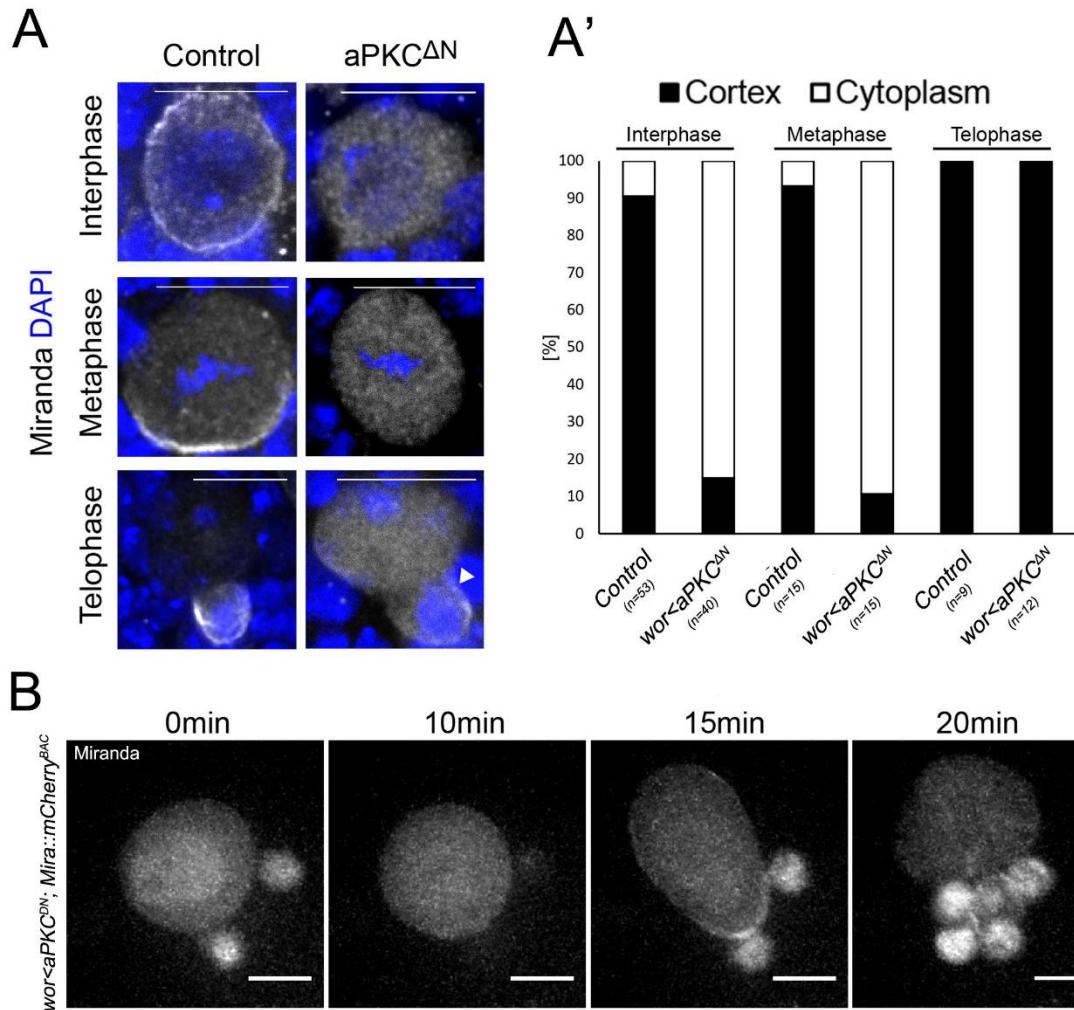 A
Control
aPKCΔN
Miranda DAPI
Interphase
Metaphase
Telophase
A'
Cortex
Cytoplasm
Interphase
Metaphase
Telophase
[%]
100
90
80
70
60
50
40
30
20
10
0
Control
(n=53)
wor<aPKCΔN
(n=40)
Control
(n=15)
wor<aPKCΔN
(n=15)
Control
(n=9)
wor<aPKCΔN
(n=12)
B
0min
10min
15min
20min
wor<aPKCDN; Mira::mCherryBAC
Miranda